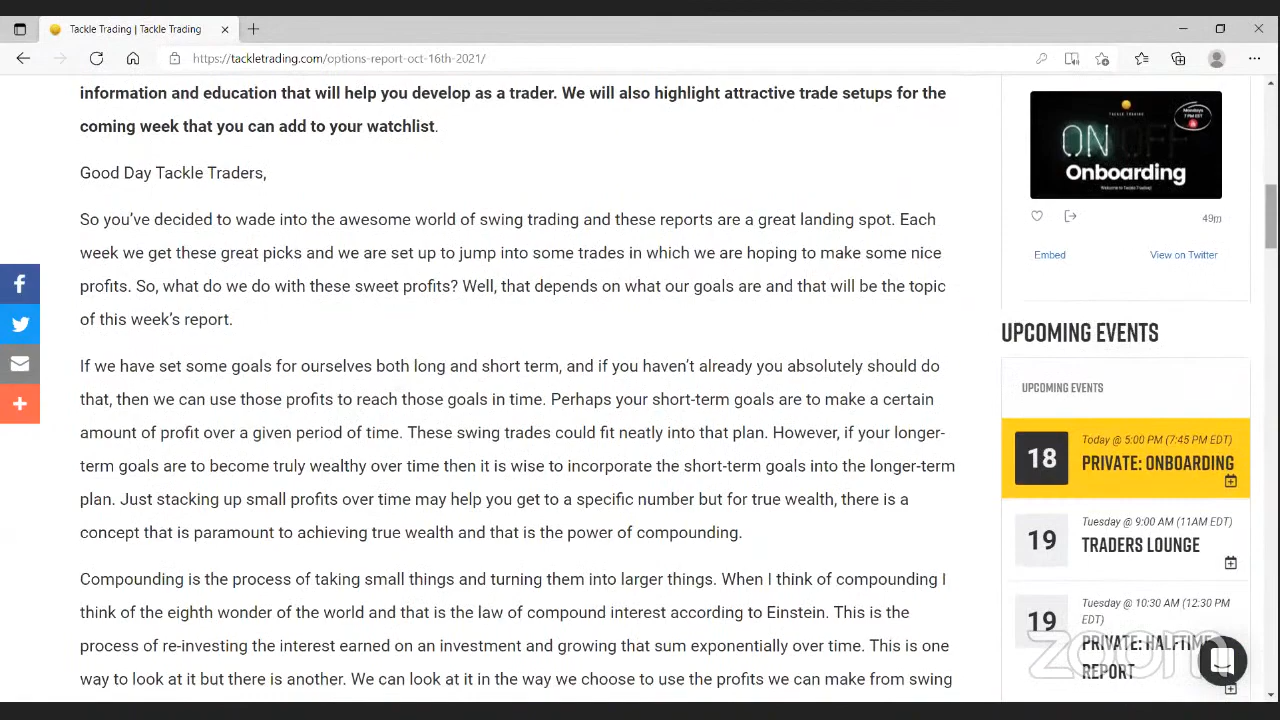 Tackle Trading | Tackle Trading
https://tackletrading.com/options-report-oct-16th-2021/
information and education that will help you develop as a trader. We will also highlight attractive trade setups for the
coming week that you can add to your watchlist.
Good Day Tackle Traders,
So you’ve decided to wade into the awesome world of swing trading and these reports are a great landing spot. Each
week we get these great picks and we are set up to jump into some trades in which we are hoping to make some nice
profits. So, what do we do with these sweet profits? Well, that depends on what our goals are and that will be the topic
of this week’s report.
If we have set some goals for ourselves both long and short term, and if you haven’t already you absolutely should do
that, then we can use those profits to reach those goals in time. Perhaps your short-term goals are to make a certain
amount of profit over a given period of time. These swing trades could fit neatly into that plan. However, if your longer-
term goals are to become truly wealthy over time then it is wise to incorporate the short-term goals into the longer-term
plan. Just stacking up small profits over time may help you get to a specific number but for true wealth, there is a
concept that is paramount to achieving true wealth and that is the power of compounding.
Compounding is the process of taking small things and turning them into larger things. When I think of compounding I
think of the eighth wonder of the world and that is the law of compound interest according to Einstein. This is the
process of re-investing the interest earned on an investment and growing that sum exponentially over time. This is one
way to look at it but there is another. We can look at it in the way we choose to use the profits we can make from swing
TACKLE TRADING
Mondays
7 PM EST
ON OFF
Onboarding
Welcome to Tackle Trading!
49m
Embed
View on Twitter
UPCOMING EVENTS
UPCOMING EVENTS
18
Today @ 5:00 PM (7:45 PM EDT)
PRIVATE: ONBOARDING
19
Tuesday @ 9:00 AM (11AM EDT)
TRADERS LOUNGE
19
Tuesday @ 10:30 AM (12:30 PM
EDT)
PRIVATE: HALFTIME
REPORT
zoom